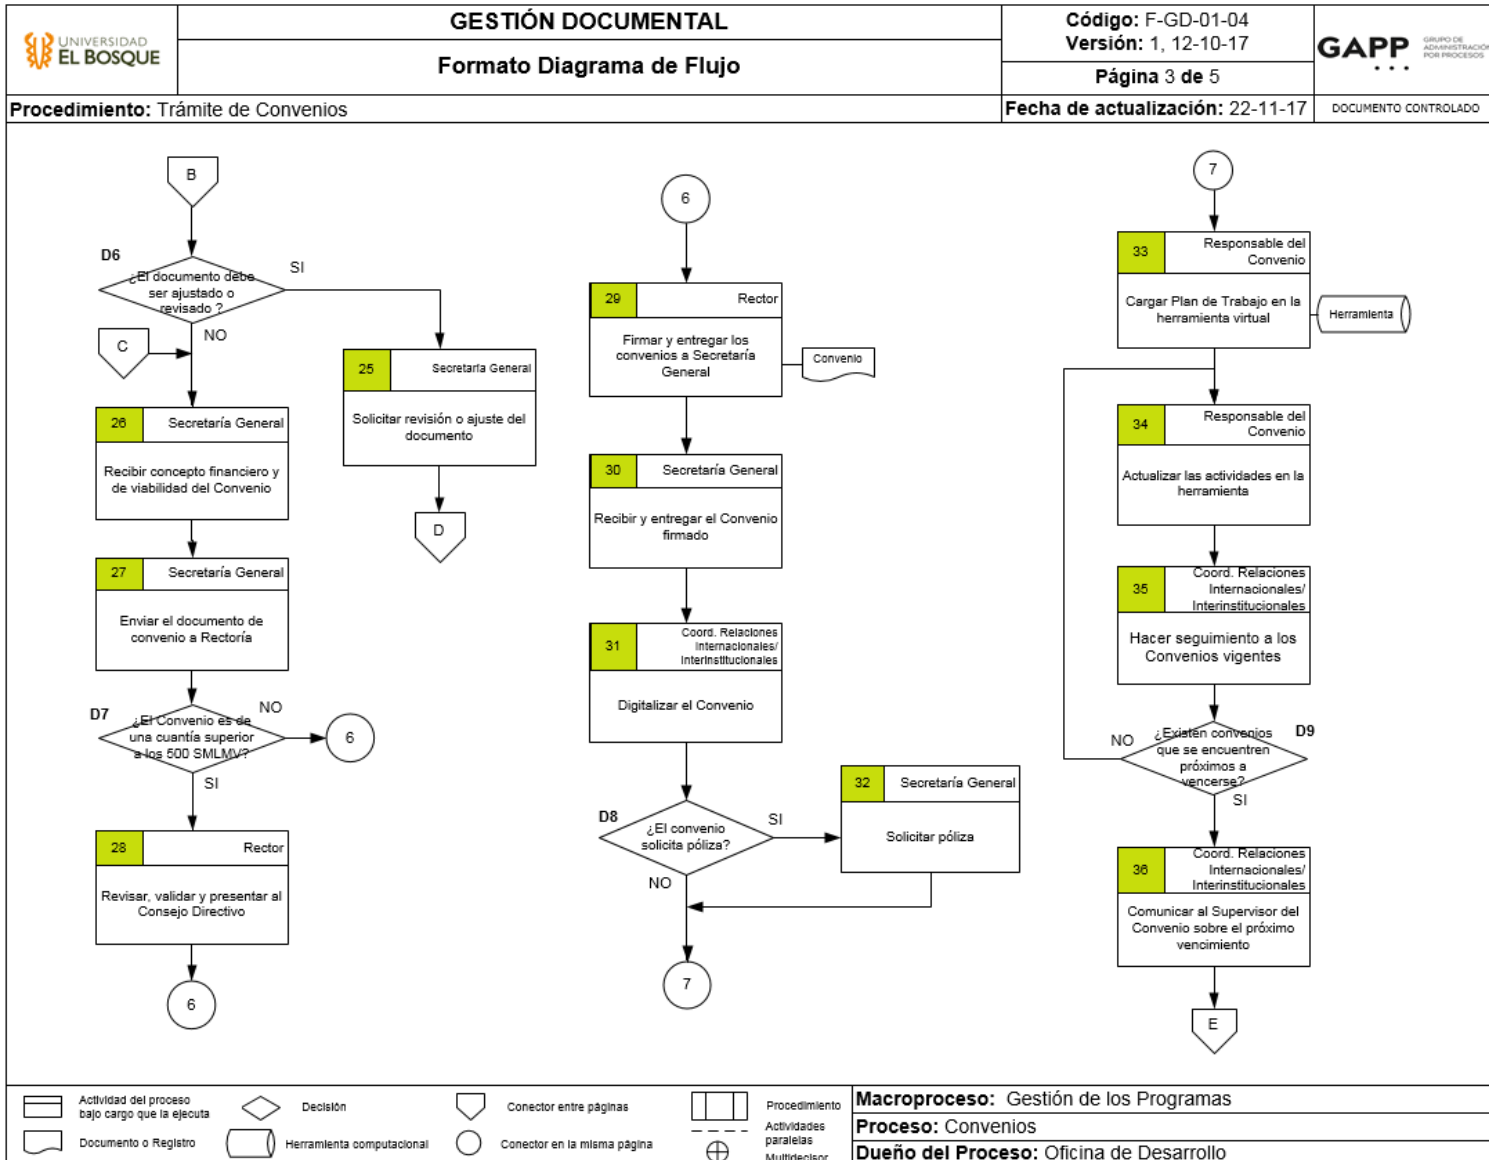 UNIVERSIDAD
EL BOSQUE
GESTIÓN DOCUMENTAL
Formato Diagrama de Flujo
Código: F-GD-01-04
Versión: 1, 12-10-17
Página 3 de 5
GAPP
GRUPO DE
ADMINISTRACIÓN
POR PROCESOS
Procedimiento: Trámite de Convenios
Fecha de actualización: 22-11-17
DOCUMENTO CONTROLADO
B
D6
¿El documento debe
ser ajustado o
revisado ?
SI
NO
C
25
Secretaría General
Solicitar revisión o ajuste del
documento
D
26
Secretaría General
Recibir concepto financiero y
de viabilidad del Convenio
27
Secretaría General
Enviar el documento de
convenio a Rectoría
D7
¿El Convenio es de
una cuantía superior
a los 500 SMLMV?
NO
6
SI
28
Rector
Revisar, validar y presentar al
Consejo Directivo
6
6
29
Rector
Firmar y entregar los
convenios a Secretaría
General
Convenio
30
Secretaría General
Recibir y entregar el Convenio
firmado
31
Coord. Relaciones
Internacionales/
Interinstitucionales
Digitalizar el Convenio
D8
¿El convenio
solicita póliza?
SI
NO
32
Secretaría General
Solicitar póliza
7
7
33
Responsable del
Convenio
Cargar Plan de Trabajo en la
herramienta virtual
Herramienta
34
Responsable del
Convenio
Actualizar las actividades en la
herramienta
35
Coord. Relaciones
Internacionales/
Interinstitucionales
Hacer seguimiento a los
Convenios vigentes
D9
¿Existen convenios
que se encuentren
próximos a
vencerse?
NO
SI
36
Coord. Relaciones
Internacionales/
Interinstitucionales
Comunicar al Supervisor del
Convenio sobre el próximo
vencimiento
E
Actividad del proceso
bajo cargo que la ejecuta
Decisión
Conector entre páginas
Procedimiento
Documento o Registro
Herramienta computacional
Conector en la misma página
Actividades
paralelas
Multidecisor
Macroproceso: Gestión de los Programas
Proceso: Convenios
Dueño del Proceso: Oficina de Desarrollo